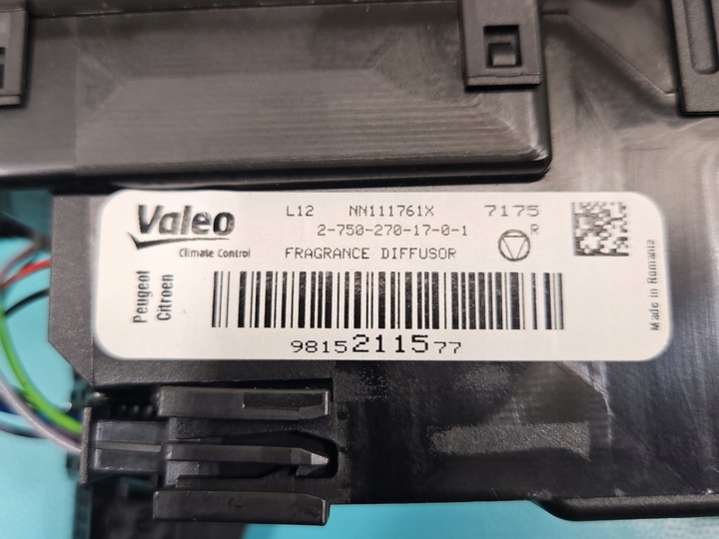 Valeo
Climate Control
L12 NN111761X 7175
2-750-270-17-0-1
R
FRAGRANCE DIFFUSOR
Peugeot
Citroen
9815211577
Made in Rumania